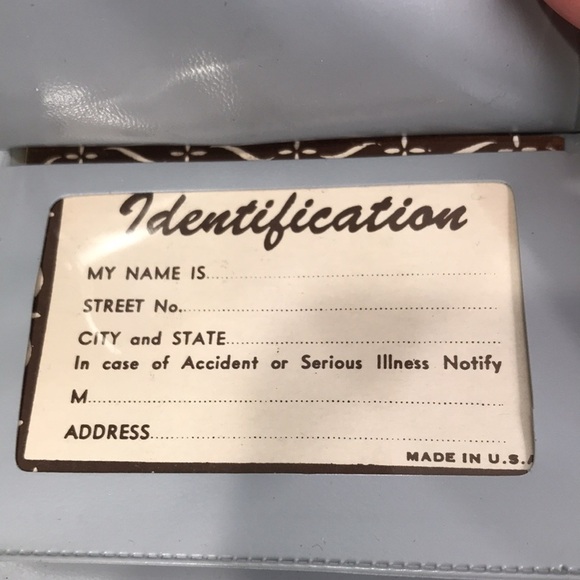 Identification
MY NAME IS
STREET No.
CITY and STATE
In case of Accident or Serious Illness Notify
M
ADDRESS
MADE IN U.S.A